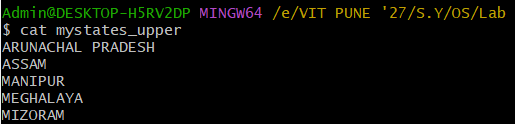 Admin@DESKTOP-H5RV2DP MINGW64 /e/VIT PUNE '27/S.Y/OS/Lab
$ cat mystates_upper
ARUNACHAL PRADESH
ASSAM
MANIPUR
MEGHALAYA
MIZORAM